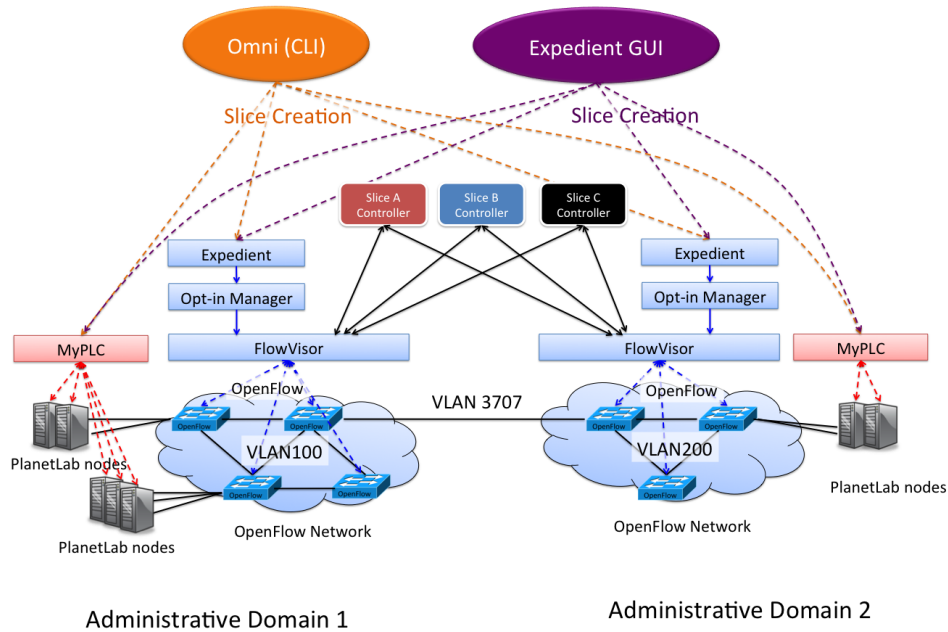 Omni (CLI)
Expedient GUI
Slice Creation
Slice Creation
Slice A
Controller
Slice B
Controller
Slice C
Controller
Expedient
Expedient
Opt-in Manager
Opt-in Manager
MyPLC
FlowVisor
FlowVisor
MyPLC
OpenFlow
OpenFlow
VLAN 3707
OpenFlow
OpenFlow
OpenFlow
OpenFlow
VLAN100
VLAN200
PlanetLab nodes
OpenFlow
OpenFlow
OpenFlow
PlanetLab nodes
OpenFlow Network
OpenFlow Network
PlanetLab nodes
Administrative Domain 1
Administrative Domain 2